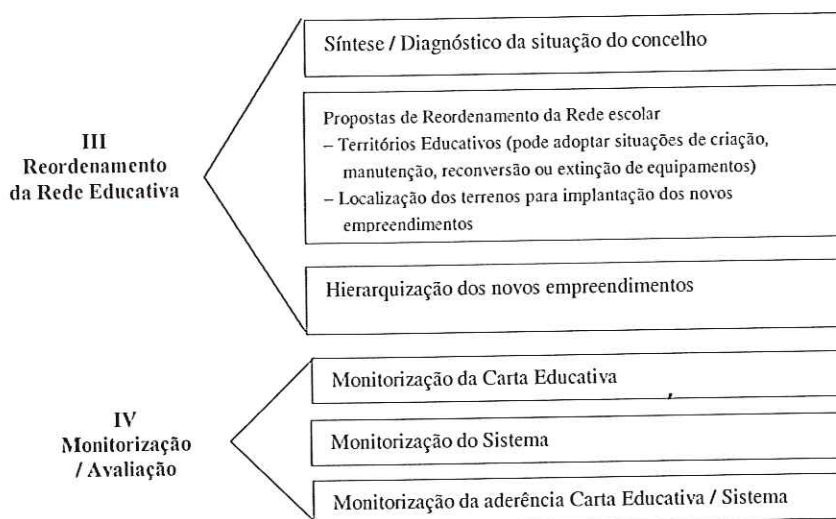 III
Reordenamento
da Rede Educativa
Síntese / Diagnóstico da situação do concelho
Propostas de Reordenamento da Rede escolar
– Territórios Educativos (pode adoptar situações de criação,
manutenção, reconversão ou extinção de equipamentos)
– Localização dos terrenos para implantação dos novos
empreendimentos
Hierarquização dos novos empreendimentos
IV
Monitorização
/ Avaliação
Monitorização da Carta Educativa
Monitorização do Sistema
Monitorização da aderência Carta Educativa / Sistema